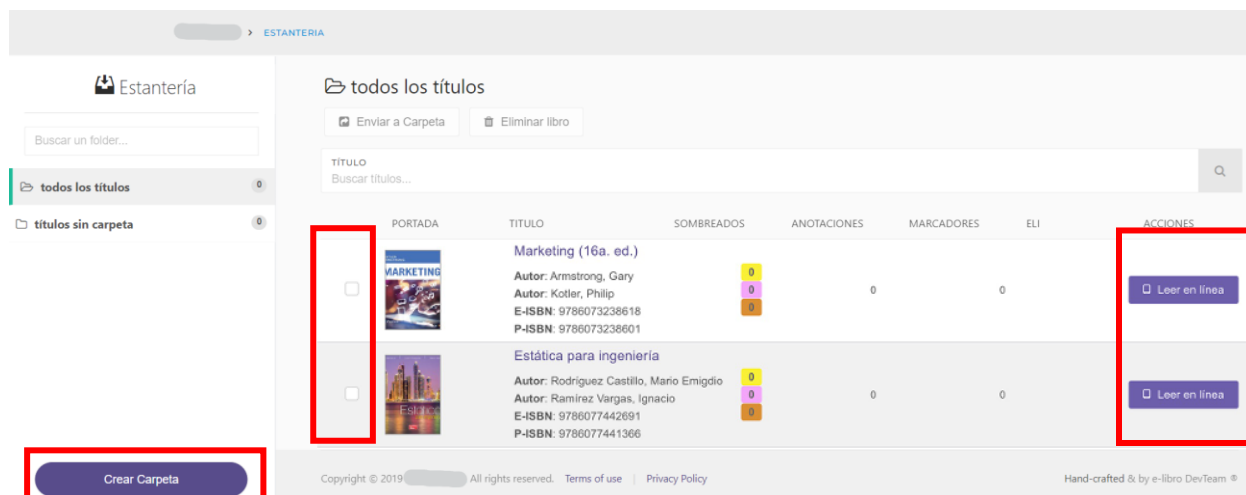 > ESTANTERIA
Estantería
Buscar un folder...
todos los títulos 0
títulos sin carpeta 0
Crear Carpeta
todos los títulos
Enviar a Carpeta Eliminar libro
TÍTULO
Buscar títulos...
PORTADA TITULO SOMBREADOS ANOTACIONES MARCADORES ELI ACCIONES
MARKETING
Marketing (16a. ed.)
Autor: Armstrong, Gary
Autor: Kotler, Philip
E-ISBN: 9786073238618
P-ISBN: 9786073238601
0
0
0
0
0
Leer en línea
Estática
Estática para ingeniería
Autor: Rodríguez Castillo, Mario Emigdio
Autor: Ramírez Vargas, Ignacio
E-ISBN: 9786077442691
P-ISBN: 9786077441366
0
0
0
0
0
Leer en línea
Copyright © 2019 All rights reserved. Terms of use | Privacy Policy
Hand-crafted & by e-libro DevTeam ®